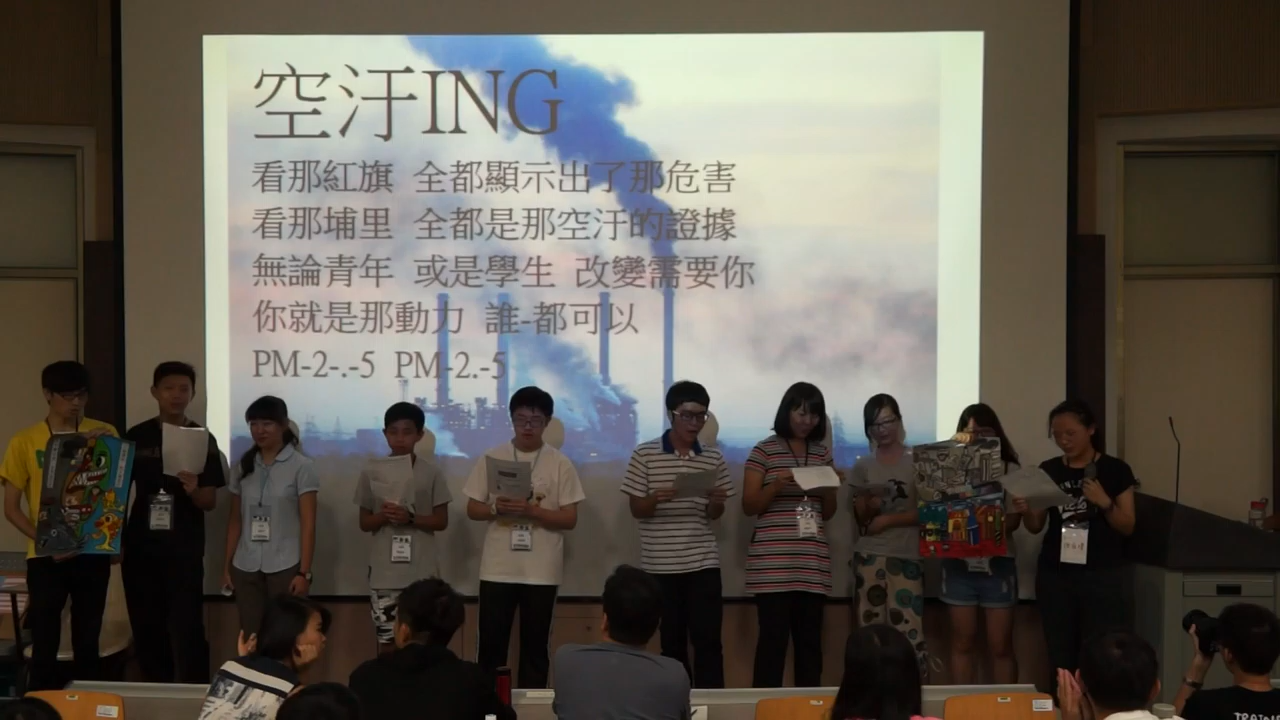 空汙ING
看那紅旗 全都顯示出了那危害
看那埔里 全都是那空汙的證據
無論青年 或是學生 改變需要你
你就是那動力 誰-都可以
PM-2-.-5 PM-2.-5